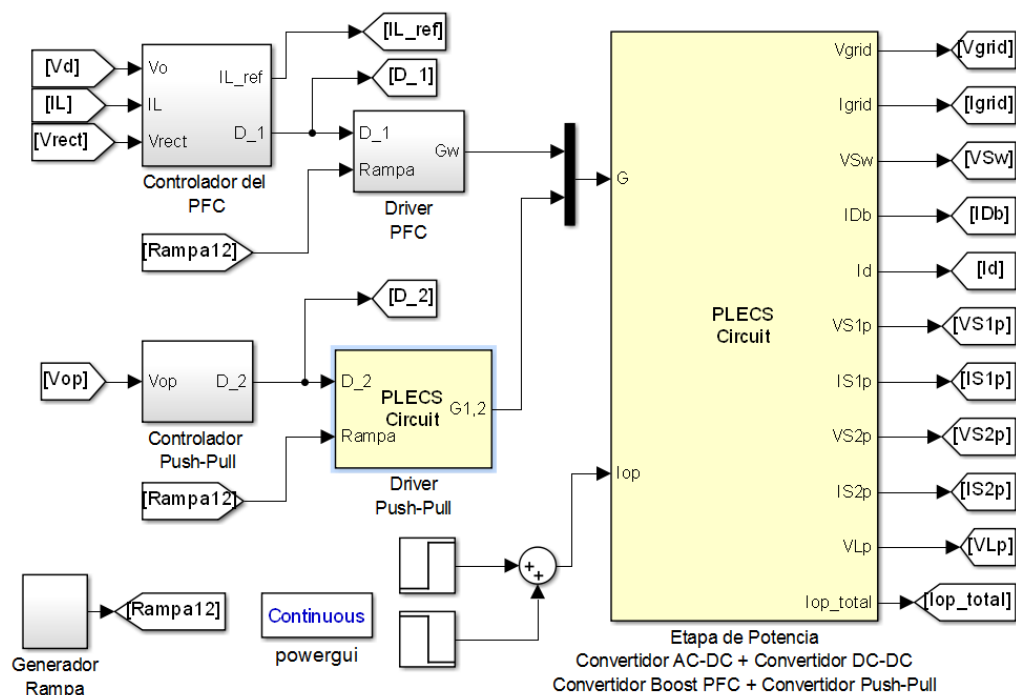 [IL_ref]
[Vd]
Vo
[IL]
IL
[Vrect]
Vrect
IL_ref
D_1
[D_1]
Controlador del
PFC
D_1
Rampa
Gw
Driver
PFC
[Rampa12]
[D_2]
[Vop]
Vop
D_2
Controlador
Push-Pull
D_2
PLECS
Circuit
G1,2
Rampa
Driver
Push-Pull
[Rampa12]
+
+
Generador
Rampa
[Rampa12]
Continuous
powergui
G
Iop
PLECS
Circuit
Vgrid
[Vgrid]
Igrid
[Igrid]
VSw
[VSw]
IDb
[IDb]
Id
[Id]
VS1p
[VS1p]
IS1p
[IS1p]
VS2p
[VS2p]
IS2p
[IS2p]
VLp
[VLp]
Iop_total
[Iop_total]
Etapa de Potencia
Convertidor AC-DC + Convertidor DC-DC
Convertidor Boost PFC + Convertidor Push-Pull